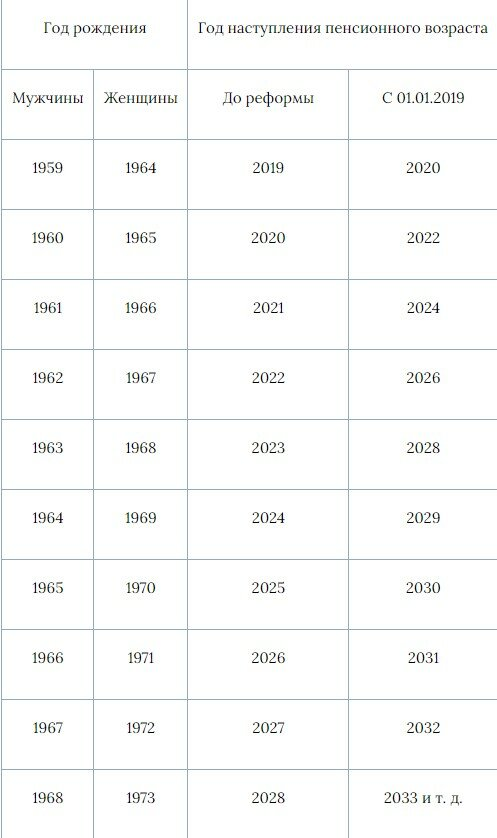 Год рождения Год наступления пенсионного возраста
Мужчины Женщины До реформы С 01.01.2019
1959 1964 2019 2020
1960 1965 2020 2022
1961 1966 2021 2024
1962 1967 2022 2026
1963 1968 2023 2028
1964 1969 2024 2029
1965 1970 2025 2030
1966 1971 2026 2031
1967 1972 2027 2032
1968 1973 2028 2033 и т. д.